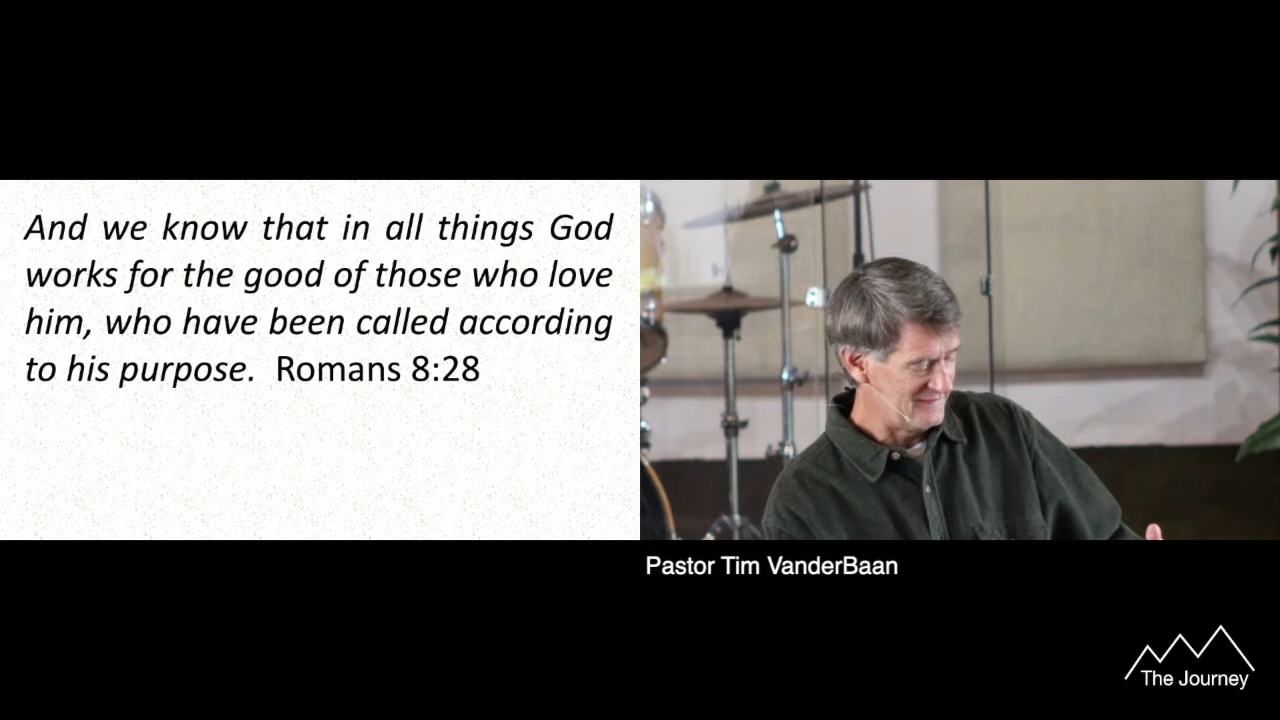 And we know that in all things God
works for the good of those who love
him, who have been called according
to his purpose.  Romans 8:28
Pastor Tim VanderBaan
The Journey